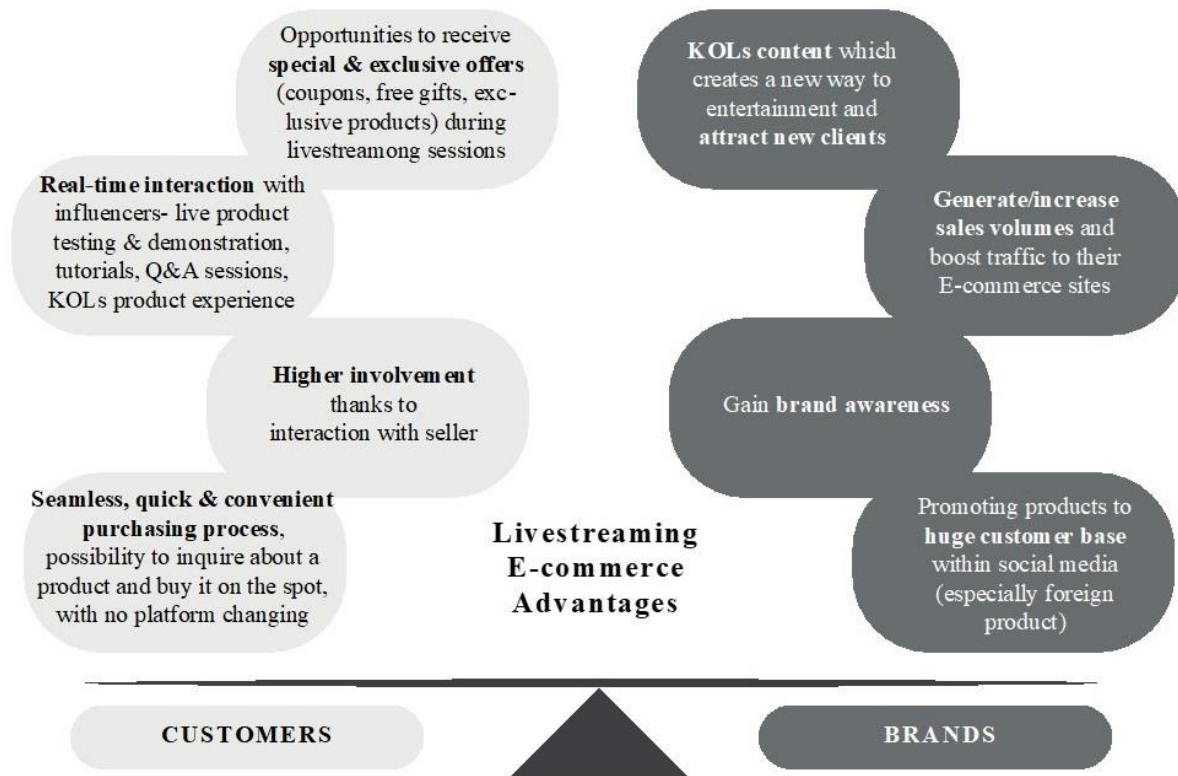 Opportunities to receive
special & exclusive offers
(coupons, free gifts, exc-
lusive products) during
livestreamong sessions
Real-time interaction with
influencers- live product
testing & demonstration,
tutorials, Q&A sessions,
KOLs product experience
Higher involvement
thanks to
interaction with seller
Seamless, quick & convenient
purchasing process,
possibility to inquire about a
product and buy it on the spot,
with no platform changing
KOLs content which
creates a new way to
entertainment and
attract new clients
Generate/increase
sales volumes and
boost traffic to their
E-commerce sites
Gain brand awareness
Promoting products to
huge customer base
within social media
(especially foreign
product)
Livestreaming
E-commerce
Advantages
CUSTOMERS
BRANDS